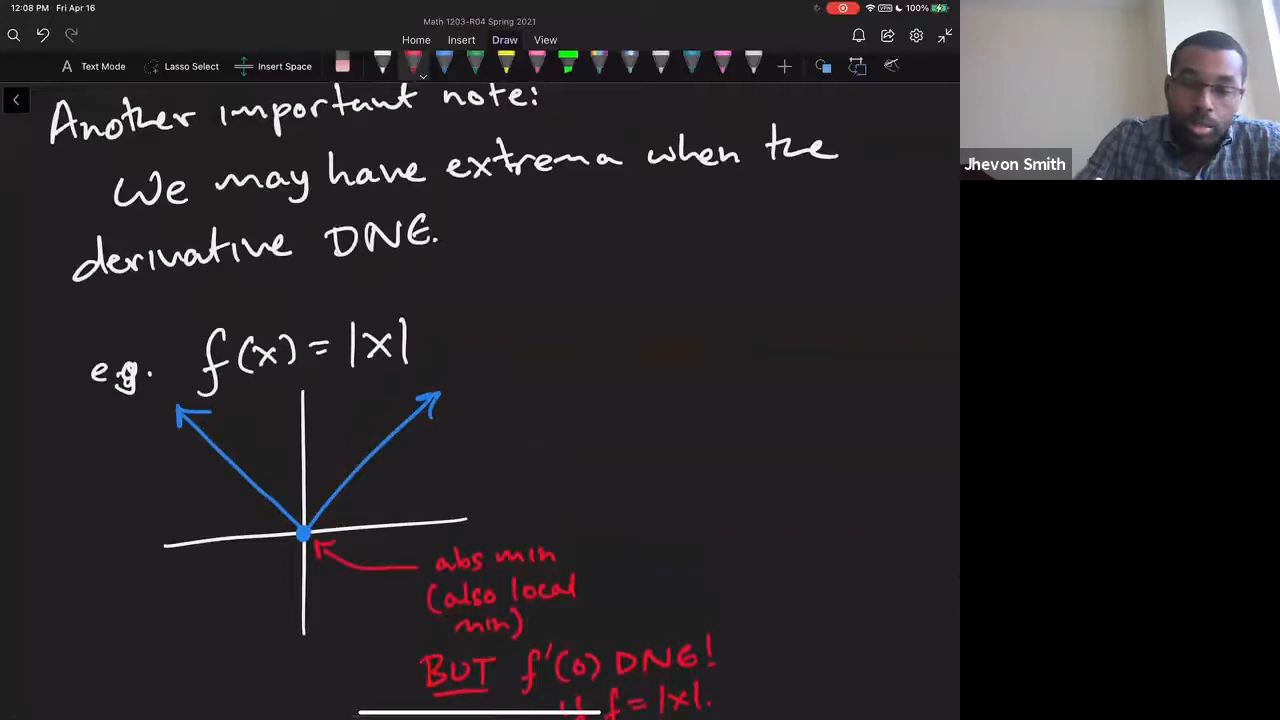 12:08 PM Fri Apr 16
100%
Math 1203-R04 Spring 2021
Home Insert Draw View
Text Mode Lasso Select Insert Space
Another important note:
We may have extrema when the
derivative DNE.
e.g. f(x) = |x|
abs min
(also local
min)
BUT f'(0) DNE!
if f = |x|.
Jhevon Smith